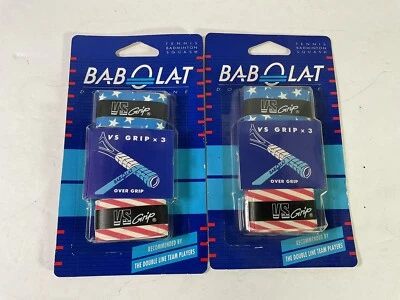 TENNIS
BADMINTON
SQUASH
BABOLAT
VS Grip
VS GRIP x 3
OVER GRIP
VS Grip®
RECOMMENDED BY
THE DOUBLE LINE TEAM PLAYERS
TENNIS
BADMINTON
SQUASH
BABOLAT
VS Grip
VS GRIP x 3
OVER GRIP
VS Grip®
RECOMMENDED BY
THE DOUBLE LINE TEAM PLAYERS